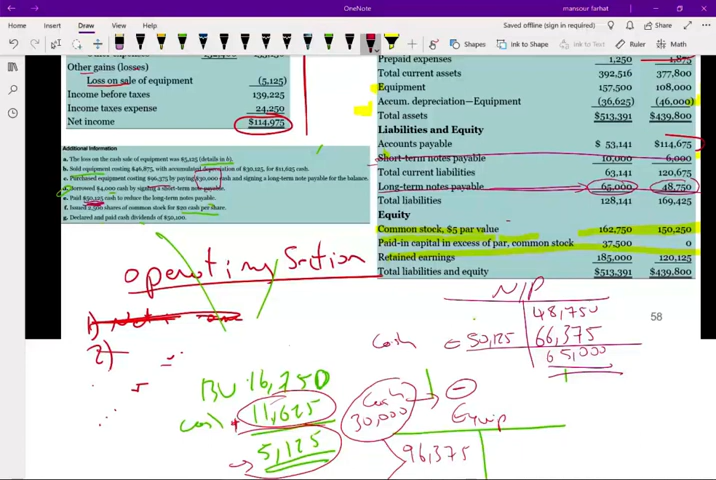 OneNote
mansour farhat
Home Insert Draw View Help
Saved offline (sign in required)
Share
Shapes Ink to Shape Ink to Text Ruler Math
Other gains (losses)
Loss on sale of equipment (5,125)
Income before taxes 139,225
Income taxes expense 24,250
Net income $114,975
Additional Information
a. The loss on the cash sale of equipment was $5,125 (details in b).
b. Sold equipment costing $46,875, with accumulated depreciation of $30,125, for $11,625 cash.
c. Purchased equipment costing $96,375 by paying $30,000 cash and signing a long-term note payable for the balance.
d. Borrowed $4,000 cash by signing a short-term note payable.
e. Paid $50,125 cash to reduce the long-term notes payable.
f. Issued 2,500 shares of common stock for $20 cash per share.
g. Declared and paid cash dividends of $50,100.
Prepaid expenses 1,250 1,875
Total current assets 392,516 377,800
Equipment 157,500 108,000
Accum. depreciation—Equipment (36,625) (46,000)
Total assets $513,391 $439,800
Liabilities and Equity
Accounts payable $ 53,141 $114,675
Short-term notes payable 10,000 6,000
Total current liabilities 63,141 120,675
Long-term notes payable 65,000 48,750
Total liabilities 128,141 169,425
Equity
Common stock, $5 par value 162,750 150,250
Paid-in capital in excess of par, common stock 37,500 0
Retained earnings 185,000 120,125
Total liabilities and equity $513,391 $439,800
58
operating Section
1)
2)
N/P
48,750
Cash = 50,125 66,375
65,000
BV 16,750
Cash + 11,625
5,125
Cash
30,000
Equip
96,375